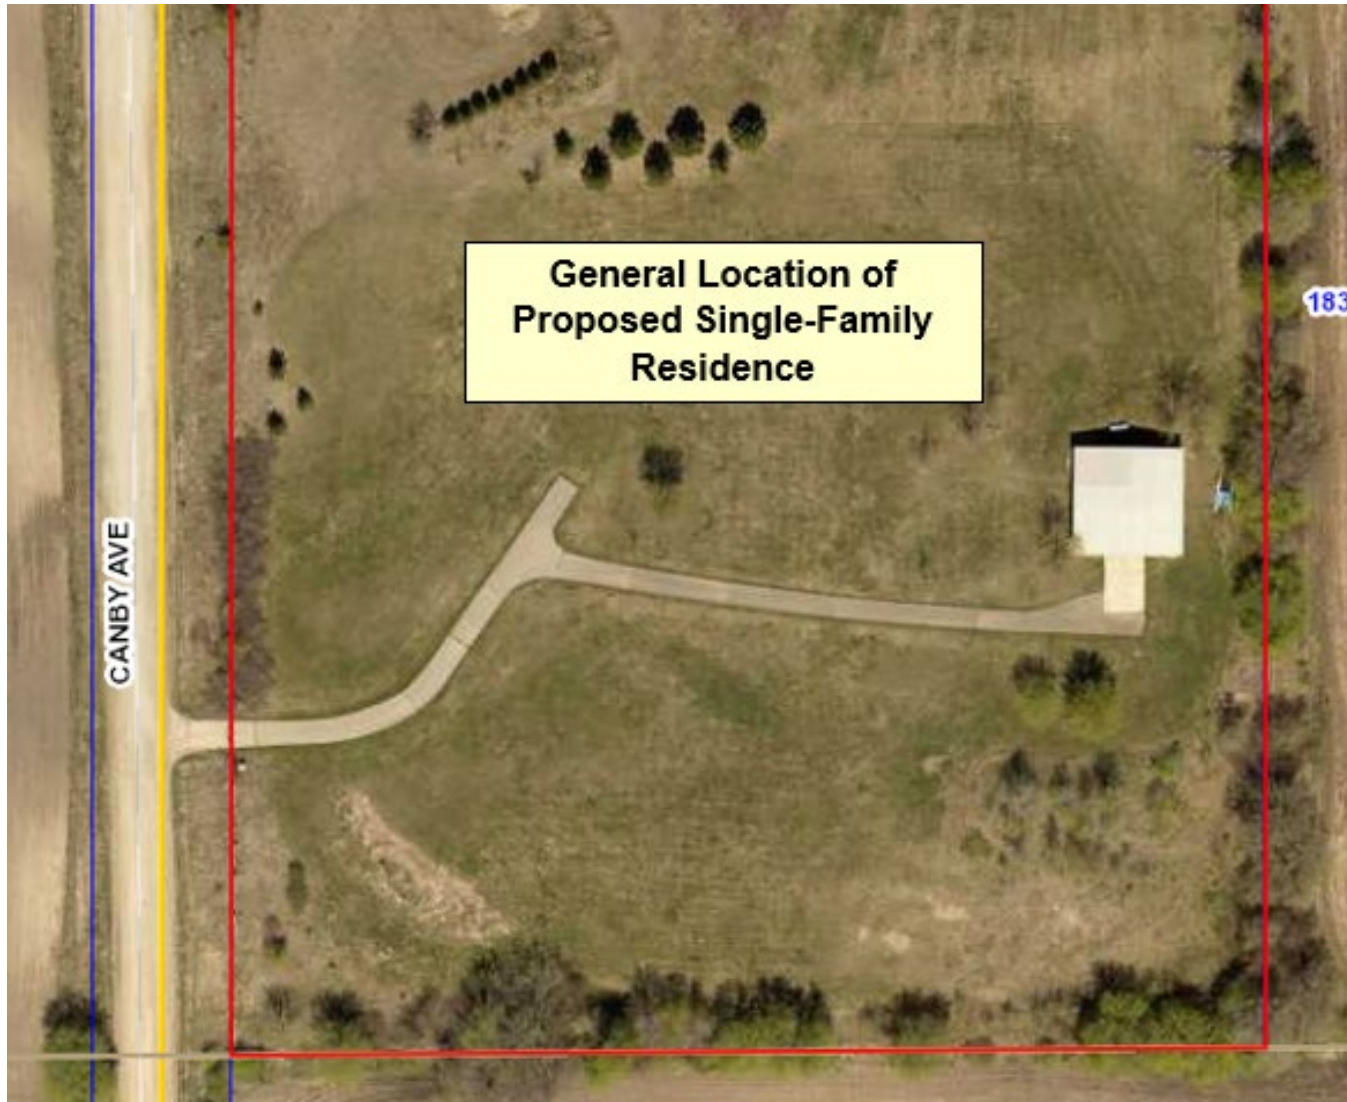 General Location of
Proposed Single-Family
Residence
183
CANBY AVE